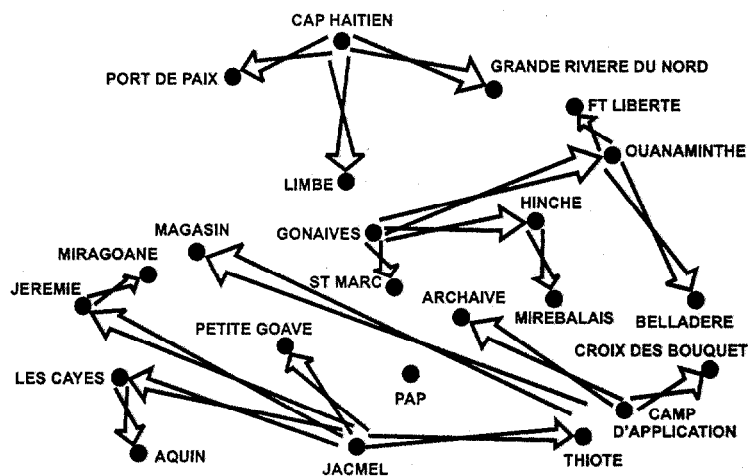 CAP HAITIEN
PORT DE PAIX
GRANDE RIVIERE DU NORD
FT LIBERTE
OUANAMINTHE
LIMBE
HINCHE
GONAIVES
MAGASIN
MIRAGOANE
ST MARC
JEREMIE
ARCHAIVE
MIREBALAIS
BELLADERE
PETITE GOAVE
CROIX DES BOUQUET
LES CAYES
PAP
CAMP
D'APPLICATION
AQUIN
JACMEL
THIOTE